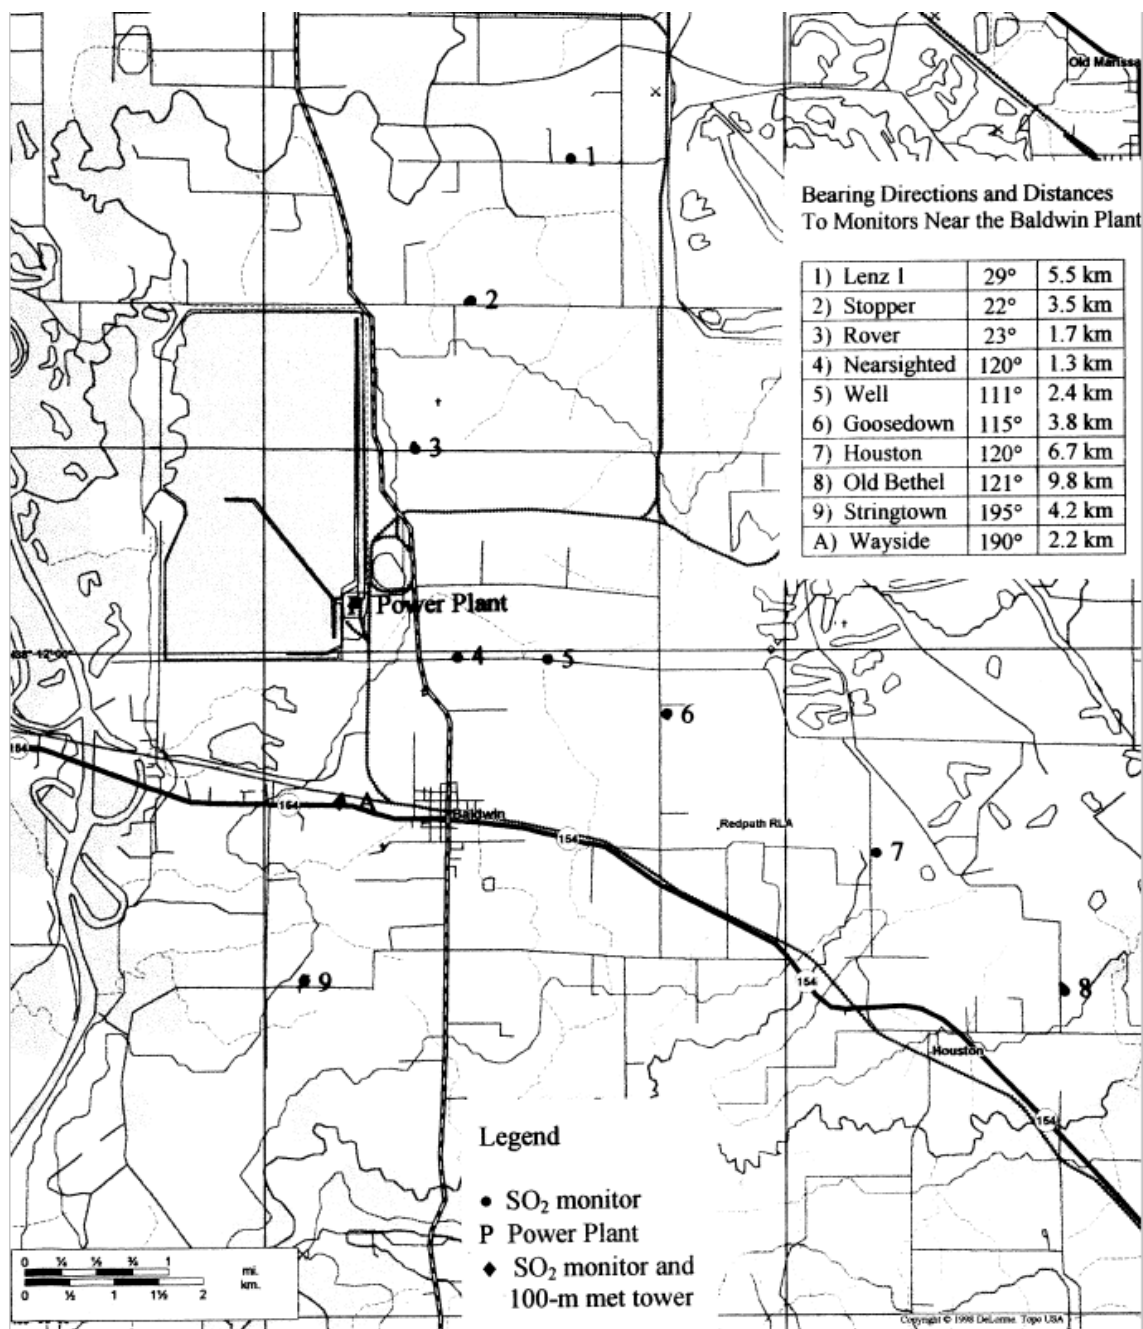 Old Marissa
1
Bearing Directions and Distances
To Monitors Near the Baldwin Plant
1) Lenz 1 29° 5.5 km
2) Stopper 22° 3.5 km
3) Rover 23° 1.7 km
4) Nearsighted 120° 1.3 km
5) Well 111° 2.4 km
6) Goosedown 115° 3.8 km
7) Houston 120° 6.7 km
8) Old Bethel 121° 9.8 km
9) Stringtown 195° 4.2 km
A) Wayside 190° 2.2 km
2
3
P Power Plant
4
5
6
154
154
A
Baldwin
154
Redpath RLA
7
9
154
8
Houston
154
Legend
SO₂ monitor
P Power Plant
SO₂ monitor and
100-m met tower
0 ¼ ½ ¾ 1 mi.
0 ½ 1 1½ 2 km.
Copyright © 1998 DeLorme. Topo USA